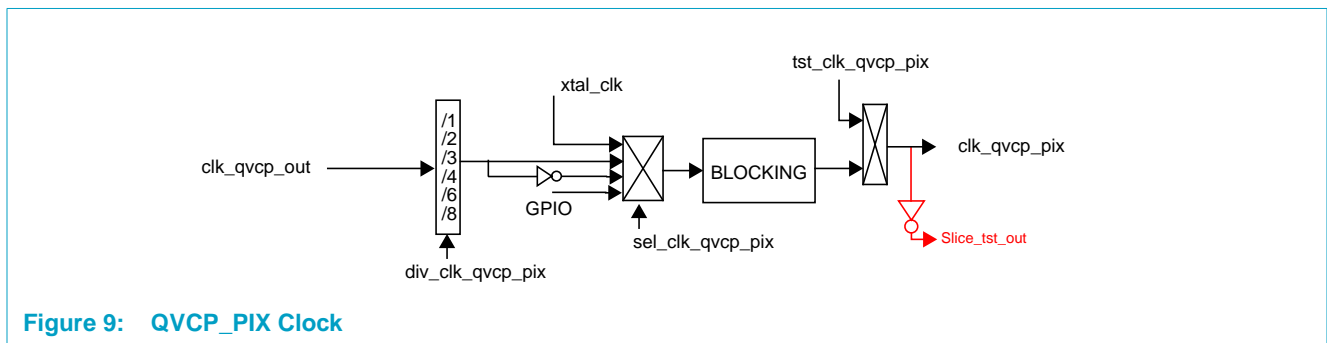 tst_clk_qvcp_pix
xtal_clk
/1
/2
/3
/4
/6
/8
clk_qvcp_out
BLOCKING
clk_qvcp_pix
GPIO
sel_clk_qvcp_pix
Slice_tst_out
div_clk_qvcp_pix
Figure 9: QVCP_PIX Clock